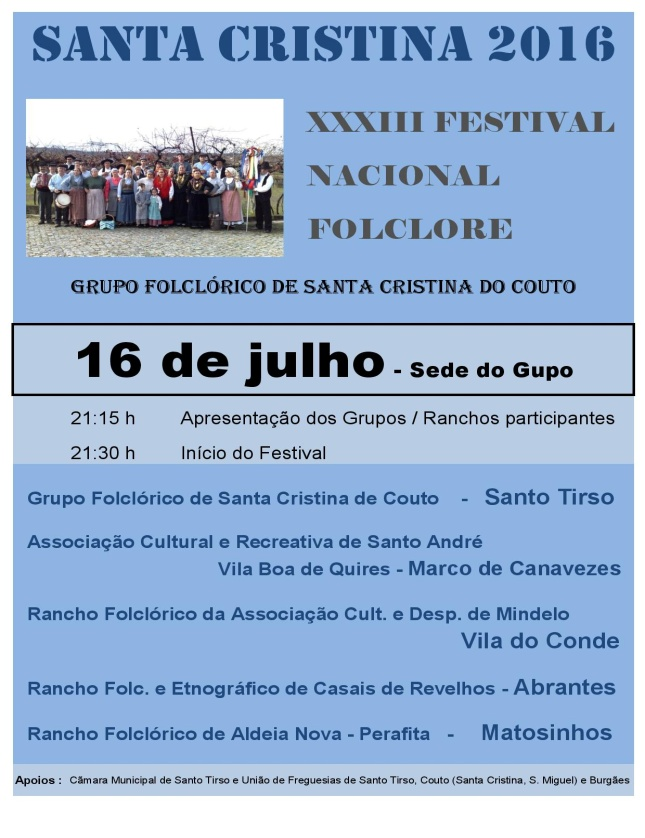 SANTA CRISTINA 2016
XXXIII FESTIVAL
NACIONAL
FOLCLORE
GRUPO FOLCLÓRICO DE SANTA CRISTINA DO COUTO
16 de julho - Sede do Gupo
21:15 h Apresentação dos Grupos / Ranchos participantes
21:30 h Início do Festival
Grupo Folclórico de Santa Cristina de Couto - Santo Tirso
Associação Cultural e Recreativa de Santo André
Vila Boa de Quires - Marco de Canavezes
Rancho Folclórico da Associação Cult. e Desp. de Mindelo
Vila do Conde
Rancho Folc. e Etnográfico de Casais de Revelhos - Abrantes
Rancho Folclórico de Aldeia Nova - Perafita - Matosinhos
Apoios : Câmara Municipal de Santo Tirso e União de Freguesias de Santo Tirso, Couto (Santa Cristina, S. Miguel) e Burgães